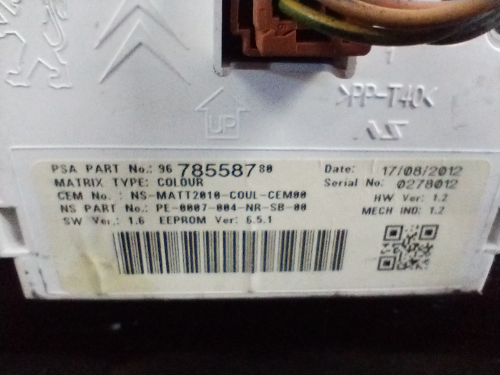 >PP-T40<
NS
UP
PSA PART No.: 96 785587 80
Date: 17/08/2012
MATRIX TYPE: COLOUR
Serial No: 0278012
CEM No.: NS-MATT2010-COUL-CEM00
HW Ver: 1.2
NS PART No.: PE-0007-004-NR-SB-00
MECH IND: 1.2
SW Ver.: 1.6 EEPROM Ver: 6.5.1